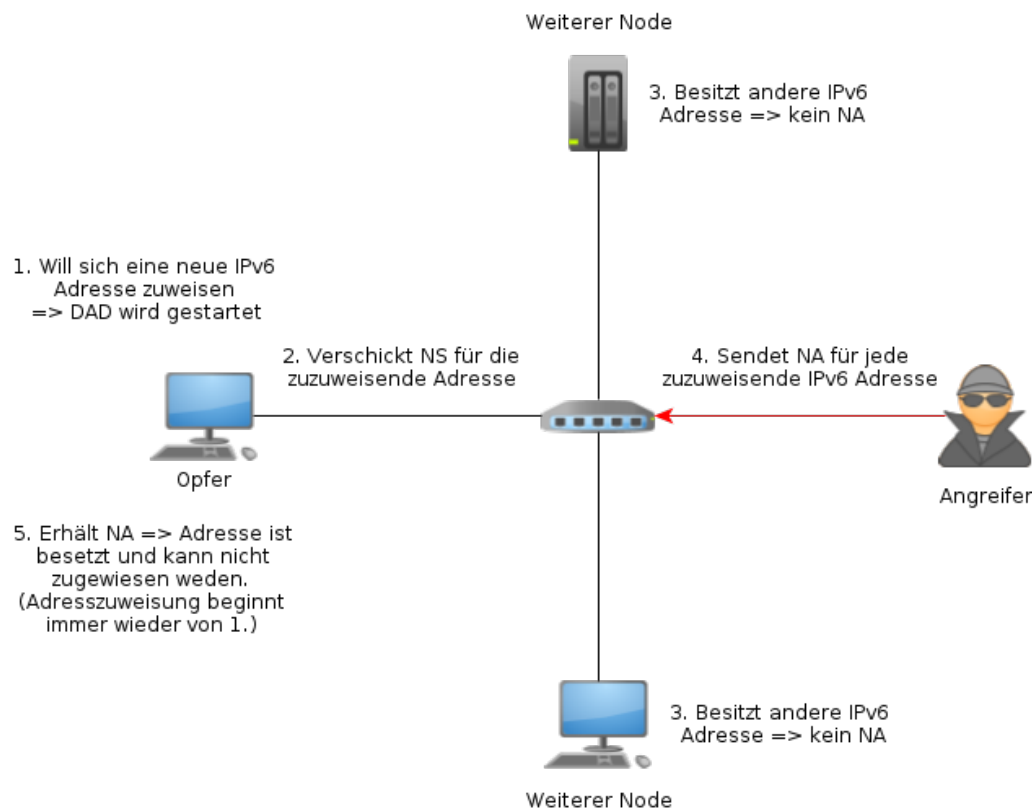 Weiterer Node
3. Besitzt andere IPv6
Adresse => kein NA
1. Will sich eine neue IPv6
Adresse zuweisen
=> DAD wird gestartet
2. Verschickt NS für die
zuzuweisende Adresse
4. Sendet NA für jede
zuzuweisende IPv6 Adresse
Opfer
Angreifer
5. Erhält NA => Adresse ist
besetzt und kann nicht
zugewiesen weden.
(Adresszuweisung beginnt
immer wieder von 1.)
3. Besitzt andere IPv6
Adresse => kein NA
Weiterer Node